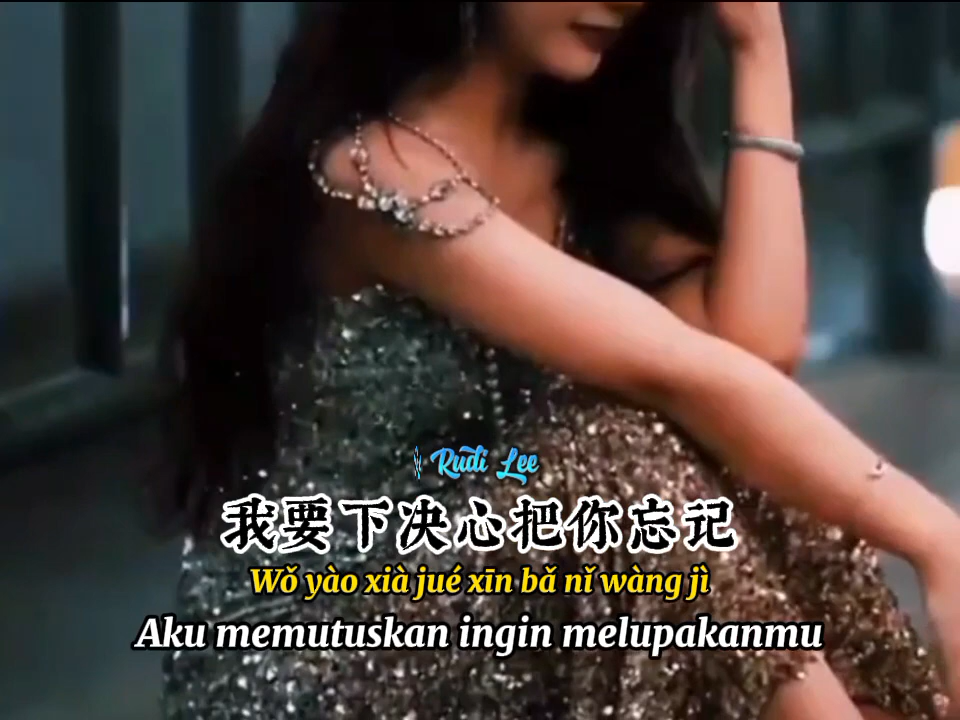 Rudi Lee
我要下决心把你忘记
Wǒ yào xià jué xīn bǎ nǐ wàng jì
Aku memutuskan ingin melupakanmu